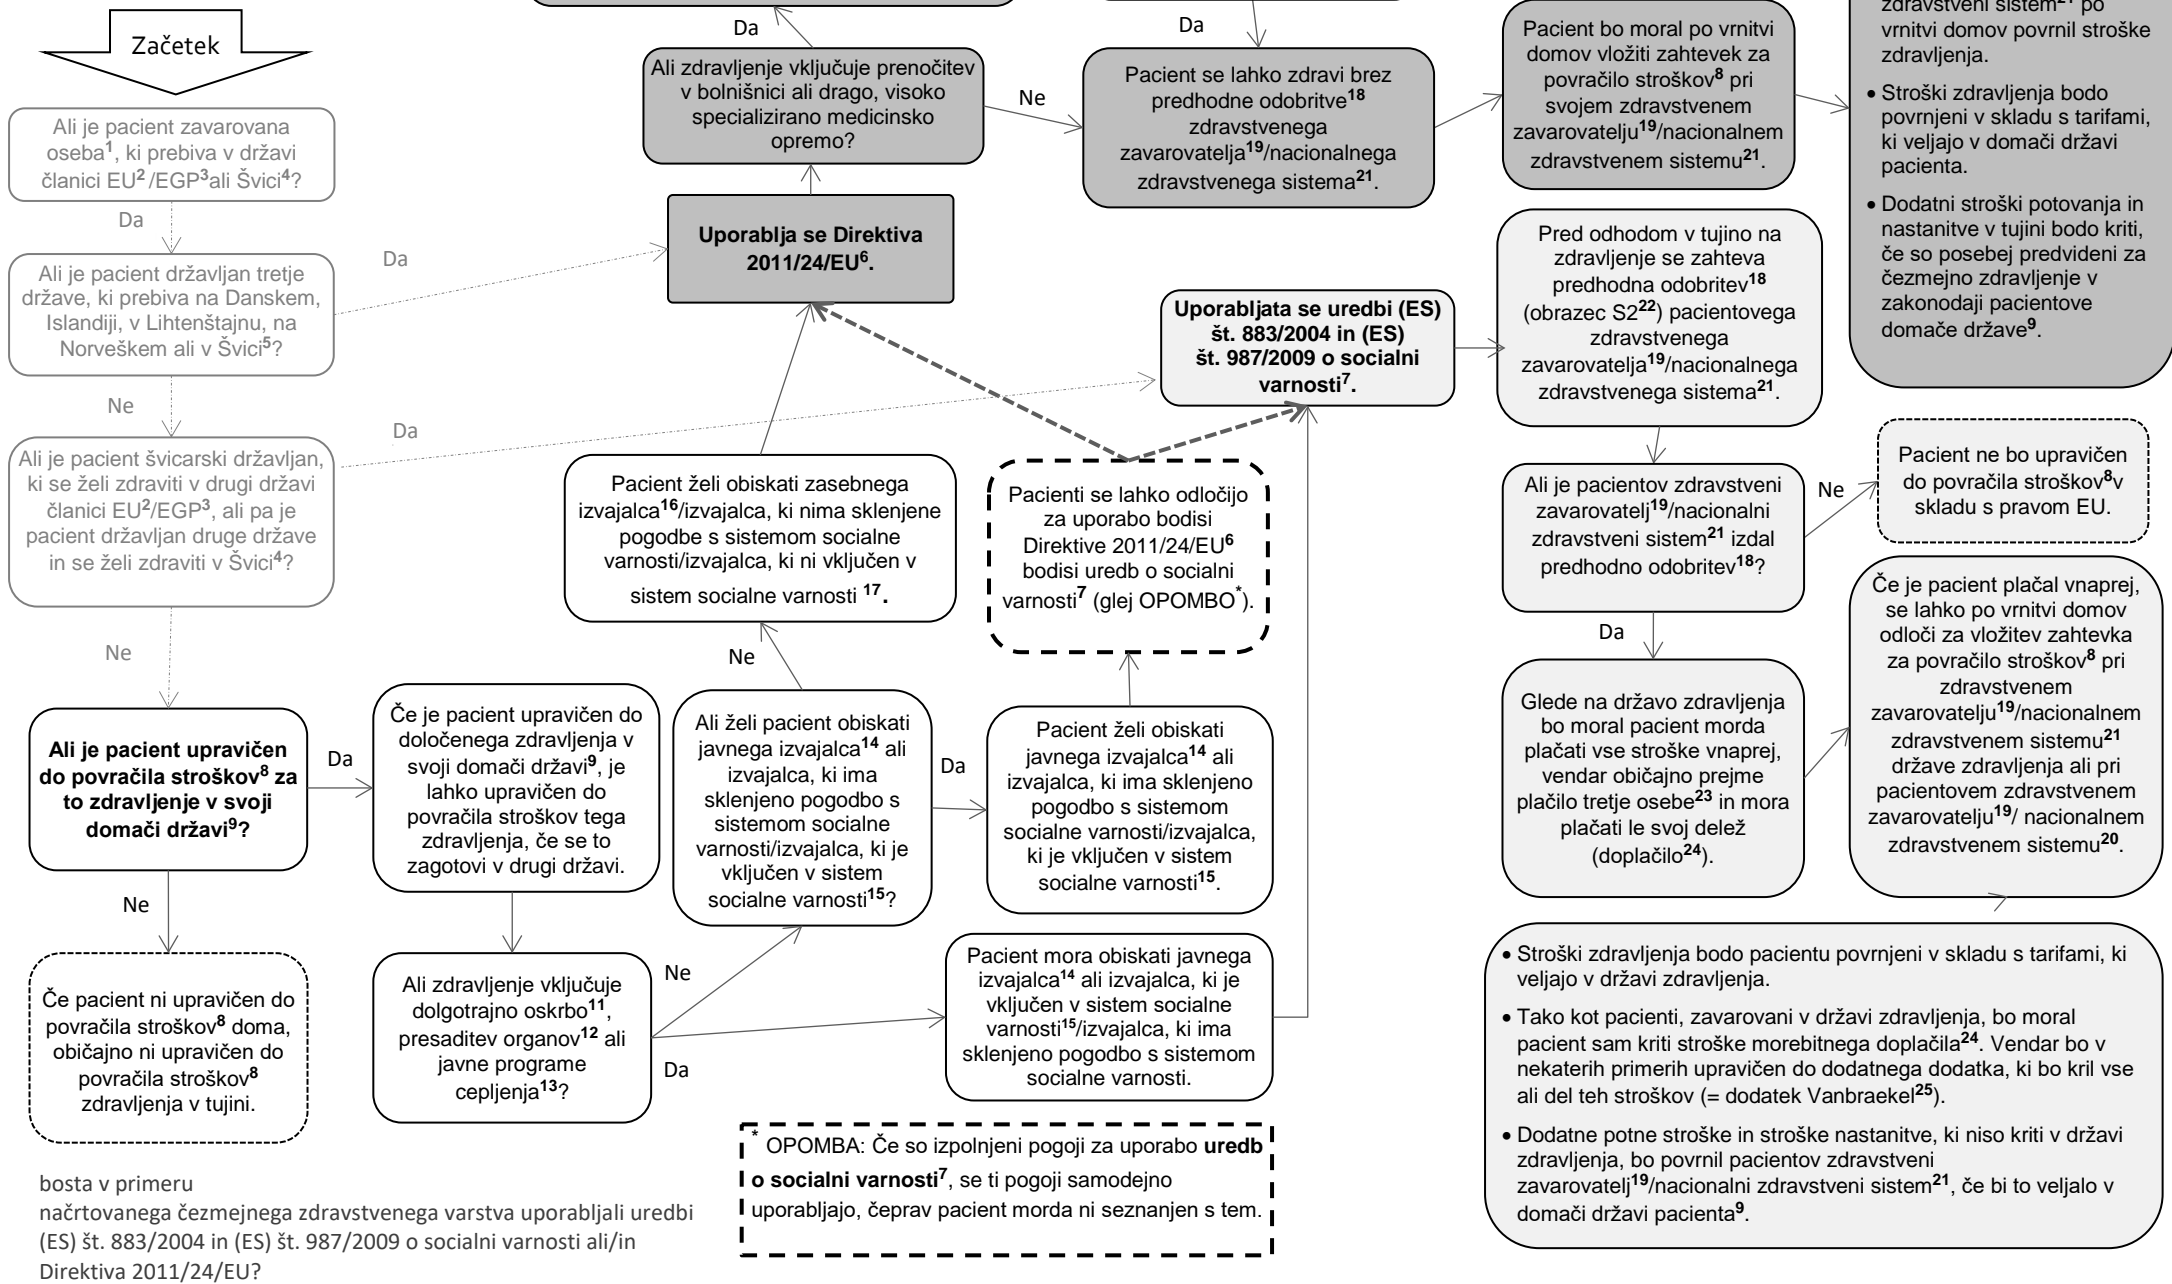 Začetek
Ali je pacient zavarovana
oseba1, ki prebiva v državi
članici EU2 /EGP3ali Švici4?
Da
Ali je pacient državljan tretje
države, ki prebiva na Danskem,
Islandiji, v Lihtenštajnu, na
Norveškem ali v Švici5?
Da
Ne
Ali je pacient švicarski državljan,
ki se želi zdraviti v drugi državi
članici EU2/EGP3, ali pa je
pacient državljan druge države
in se želi zdraviti v Švici4?
Da
Ne
Ali je pacient upravičen
do povračila stroškov8 za
to zdravljenje v svoji
domači državi9?
Da
Ne
Če pacient ni upravičen do
povračila stroškov8 doma,
običajno ni upravičen do
povračila stroškov8
zdravljenja v tujini.
Če je pacient upravičen do
določenega zdravljenja v
svoji domači državi9, je
lahko upravičen do
povračila stroškov tega
zdravljenja, če se to
zagotovi v drugi državi.
Ali zdravljenje vključuje
dolgotrajno oskrbo11,
presaditev organov12 ali
javne programe
cepljenja13?
Ne
Da
Ali želi pacient obiskati
javnega izvajalca14 ali
izvajalca, ki ima
sklenjeno pogodbo s
sistemom socialne
varnosti/izvajalca, ki je
vključen v sistem
socialne varnosti15?
Ne
Da
Pacient želi obiskati zasebnega
izvajalca16/izvajalca, ki nima sklenjene
pogodbe s sistemom socialne
varnosti/izvajalca, ki ni vključen v
sistem socialne varnosti 17.
Pacient želi obiskati
javnega izvajalca14 ali
izvajalca, ki ima sklenjeno
pogodbo s sistemom
socialne varnosti/izvajalca,
ki je vključen v sistem
socialne varnosti15.
Pacient mora obiskati javnega
izvajalca14 ali izvajalca, ki je
vključen v sistem socialne
varnosti15/izvajalca, ki ima
sklenjeno pogodbo s sistemom
socialne varnosti.
Pacienti se lahko odločijo
za uporabo bodisi
Direktive 2011/24/EU6
bodisi uredb o socialni
varnosti7 (glej OPOMBO*).
Uporablja se Direktiva
2011/24/EU6.
Ali zdravljenje vključuje prenočitev
v bolnišnici ali drago, visoko
specializirano medicinsko
opremo?
Da
Ne
Da
Pacient se lahko zdravi brez
predhodne odobritve18
zdravstvenega
zavarovatelja19/nacionalnega
zdravstvenega sistema21.
Pacient bo moral po vrnitvi
domov vložiti zahtevek za
povračilo stroškov8 pri
svojem zdravstvenem
zavarovatelju19/nacionalnem
zdravstvenem sistemu21.
zdravstveni sistem21 po
vrnitvi domov povrnil stroške
zdravljenja.
• Stroški zdravljenja bodo
povrnjeni v skladu s tarifami,
ki veljajo v domači državi
pacienta.
• Dodatni stroški potovanja in
nastanitve v tujini bodo kriti,
če so posebej predvideni za
čezmejno zdravljenje v
zakonodaji pacientove
domače države9.
Uporabljata se uredbi (ES)
št. 883/2004 in (ES)
št. 987/2009 o socialni
varnosti7.
Pred odhodom v tujino na
zdravljenje se zahteva
predhodna odobritev18
(obrazec S222) pacientovega
zdravstvenega
zavarovatelja19/nacionalnega
zdravstvenega sistema21.
Ali je pacientov zdravstveni
zavarovatelj19/nacionalni
zdravstveni sistem21 izdal
predhodno odobritev18?
Ne
Pacient ne bo upravičen
do povračila stroškov8v
skladu s pravom EU.
Da
Glede na državo zdravljenja
bo moral pacient morda
plačati vse stroške vnaprej,
vendar običajno prejme
plačilo tretje osebe23 in mora
plačati le svoj delež
(doplačilo24).
Če je pacient plačal vnaprej,
se lahko po vrnitvi domov
odloči za vložitev zahtevka
za povračilo stroškov8 pri
zdravstvenem
zavarovatelju19/nacionalnem
zdravstvenem sistemu21
države zdravljenja ali pri
pacientovem zdravstvenem
zavarovatelju19/ nacionalnem
zdravstvenem sistemu20.
• Stroški zdravljenja bodo pacientu povrnjeni v skladu s tarifami, ki
veljajo v državi zdravljenja.
• Tako kot pacienti, zavarovani v državi zdravljenja, bo moral
pacient sam kriti stroške morebitnega doplačila24. Vendar bo v
nekaterih primerih upravičen do dodatnega dodatka, ki bo kril vse
ali del teh stroškov (= dodatek Vanbraekel25).
• Dodatne potne stroške in stroške nastanitve, ki niso kriti v državi
zdravljenja, bo povrnil pacientov zdravstveni
zavarovatelj19/nacionalni zdravstveni sistem21, če bi to veljalo v
domači državi pacienta9.
* OPOMBA: Če so izpolnjeni pogoji za uporabo uredb
o socialni varnosti7, se ti pogoji samodejno
uporabljajo, čeprav pacient morda ni seznanjen s tem.
bosta v primeru
načrtovanega čezmejnega zdravstvenega varstva uporabljali uredbi
(ES) št. 883/2004 in (ES) št. 987/2009 o socialni varnosti ali/in
Direktiva 2011/24/EU?